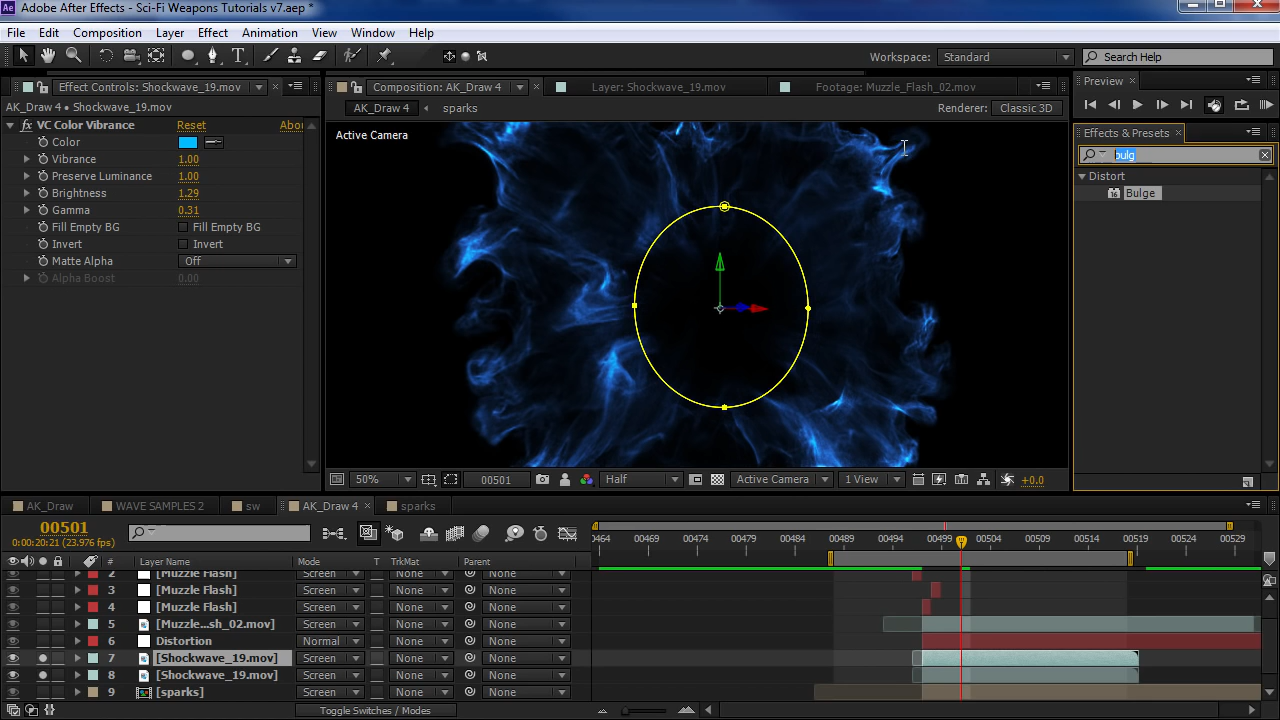 Ae Adobe After Effects - Sci-Fi Weapons Tutorials v7.aep *
File Edit Composition Layer Effect Animation View Window Help
Workspace: Standard Search Help
Effect Controls: Shockwave_19.mov
AK_Draw 4 • Shockwave_19.mov
fx VC Color Vibrance Reset Abou
Color
Vibrance 1.00
Preserve Luminance 1.00
Brightness 1.29
Gamma 0.31
Fill Empty BG Fill Empty BG
Invert Invert
Matte Alpha Off
Alpha Boost 0.00
Composition: AK_Draw 4 Layer: Shockwave_19.mov Footage: Muzzle_Flash_02.mov
AK_Draw 4 sparks Renderer: Classic 3D
Active Camera
50% 00501 Half Active Camera 1 View +0.0
Preview
Effects & Presets
bulg
Distort
16 Bulge
AK_Draw WAVE SAMPLES 2 sw AK_Draw 4 sparks
00501
0:00:20:21 (23.976 fps)
00464 00469 00474 00479 00484 00489 00494 00499 00504 00509 00514 00519 00524 00529
# Layer Name Mode T TrkMat Parent
2 [Muzzle Flash] Screen None None
3 [Muzzle Flash] Screen None None
4 [Muzzle Flash] Screen None None
5 [Muzzle...sh_02.mov] Screen None None
6 Distortion Normal None None
7 [Shockwave_19.mov] Screen None None
8 [Shockwave_19.mov] Screen None None
9 [sparks] Screen None None
Toggle Switches / Modes